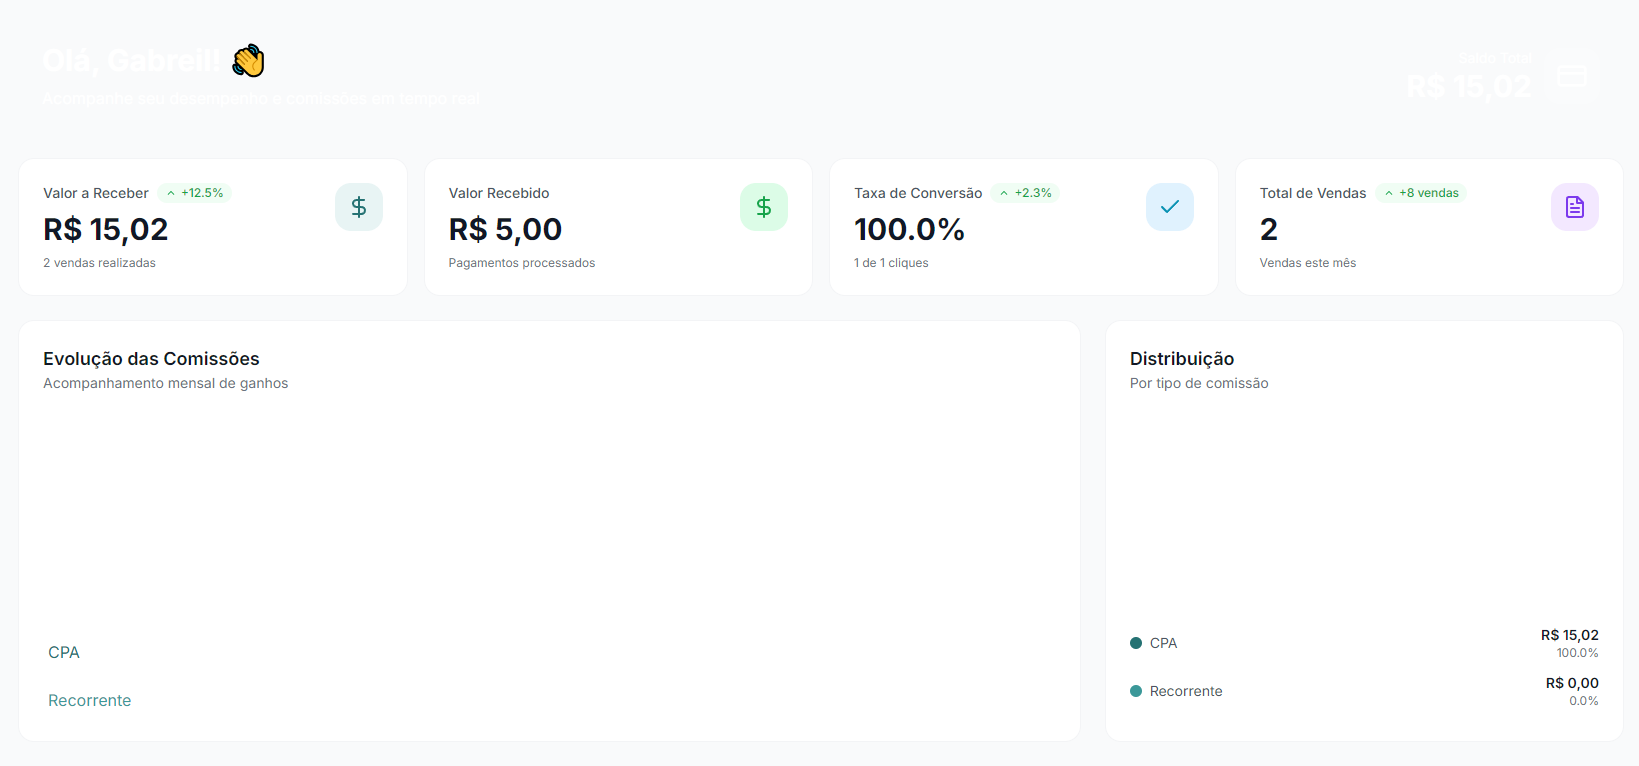 Olá, Gabreil! 👋
Acompanhe seu desempenho e comissões em tempo real
Saldo Total
R$ 15,02
Valor a Receber
+12.5%
R$ 15,02
2 vendas realizadas
Valor Recebido
R$ 5,00
Pagamentos processados
Taxa de Conversão
+2.3%
100.0%
1 de 1 cliques
Total de Vendas
+8 vendas
2
Vendas este mês
Evolução das Comissões
Acompanhamento mensal de ganhos
CPA
Recorrente
Distribuição
Por tipo de comissão
CPA
R$ 15,02
100.0%
Recorrente
R$ 0,00
0.0%